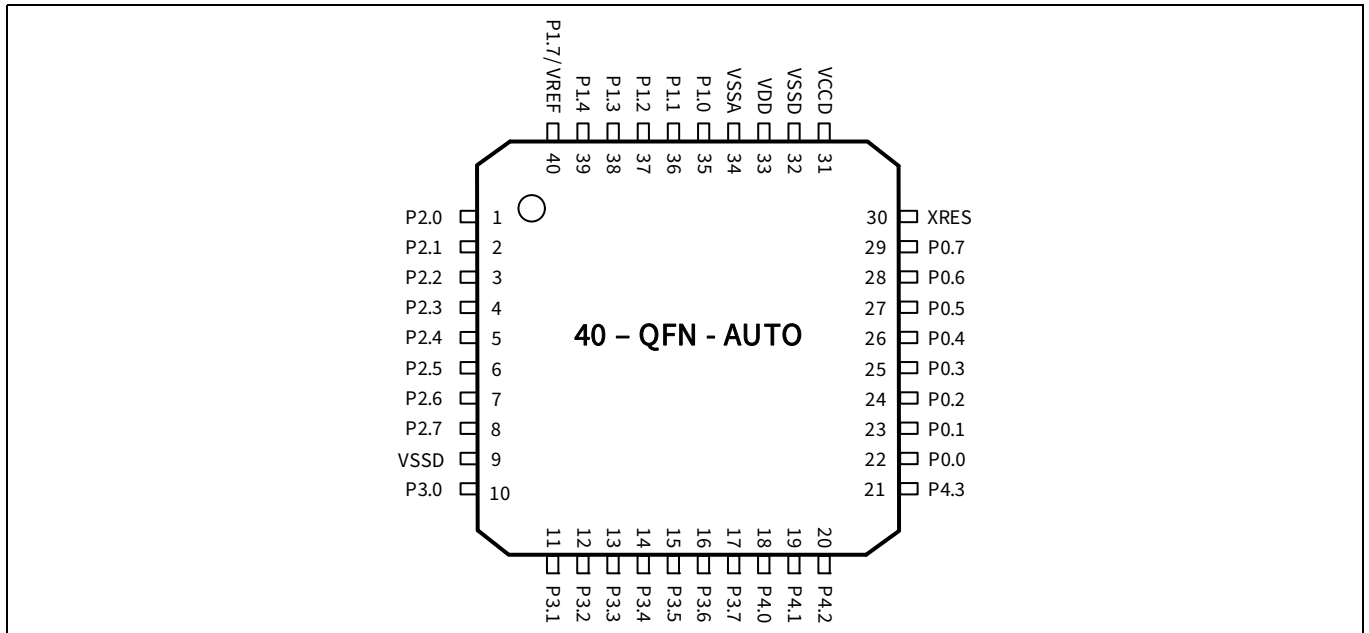 P1.7/VREF
P1.4
P1.3
P1.2
P1.1
P1.0
VSSA
VDD
VSSD
VCCD
40
39
38
37
36
35
34
33
32
31
P2.0 1
P2.1 2
P2.2 3
P2.3 4
P2.4 5
P2.5 6
P2.6 7
P2.7 8
VSSD 9
P3.0 10
40 – QFN - AUTO
30 XRES
29 P0.7
28 P0.6
27 P0.5
26 P0.4
25 P0.3
24 P0.2
23 P0.1
22 P0.0
21 P4.3
11
12
13
14
15
16
17
18
19
20
P3.1
P3.2
P3.3
P3.4
P3.5
P3.6
P3.7
P4.0
P4.1
P4.2